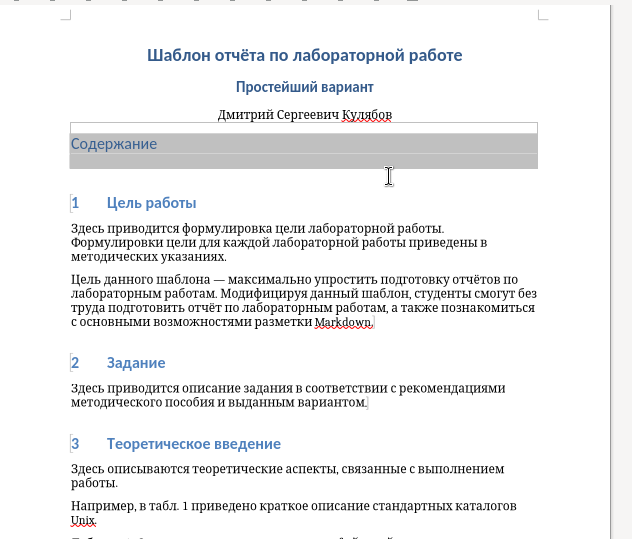 Шаблон отчёта по лабораторной работе
Простейший вариант
Дмитрий Сергеевич Кулябов
Содержание
1 Цель работы
Здесь приводится формулировка цели лабораторной работы.
Формулировки цели для каждой лабораторной работы приведены в
методических указаниях.
Цель данного шаблона — максимально упростить подготовку отчётов по
лабораторным работам. Модифицируя данный шаблон, студенты смогут без
труда подготовить отчёт по лабораторным работам, а также познакомиться
с основными возможностями разметки Markdown.
2 Задание
Здесь приводится описание задания в соответствии с рекомендациями
методического пособия и выданным вариантом.
3 Теоретическое введение
Здесь описываются теоретические аспекты, связанные с выполнением
работы.
Например, в табл. 1 приведено краткое описание стандартных каталогов
Unix.